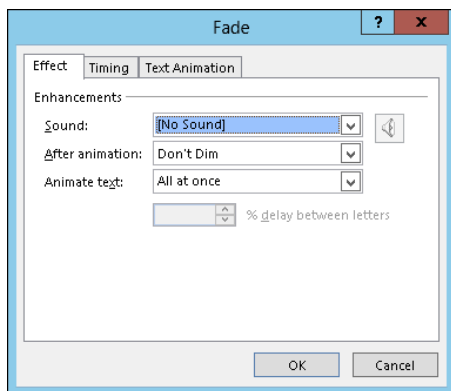 Fade ? x
Effect Timing Text Animation
Enhancements
Sound: [No Sound]
After animation: Don't Dim
Animate text: All at once
% delay between letters
OK Cancel